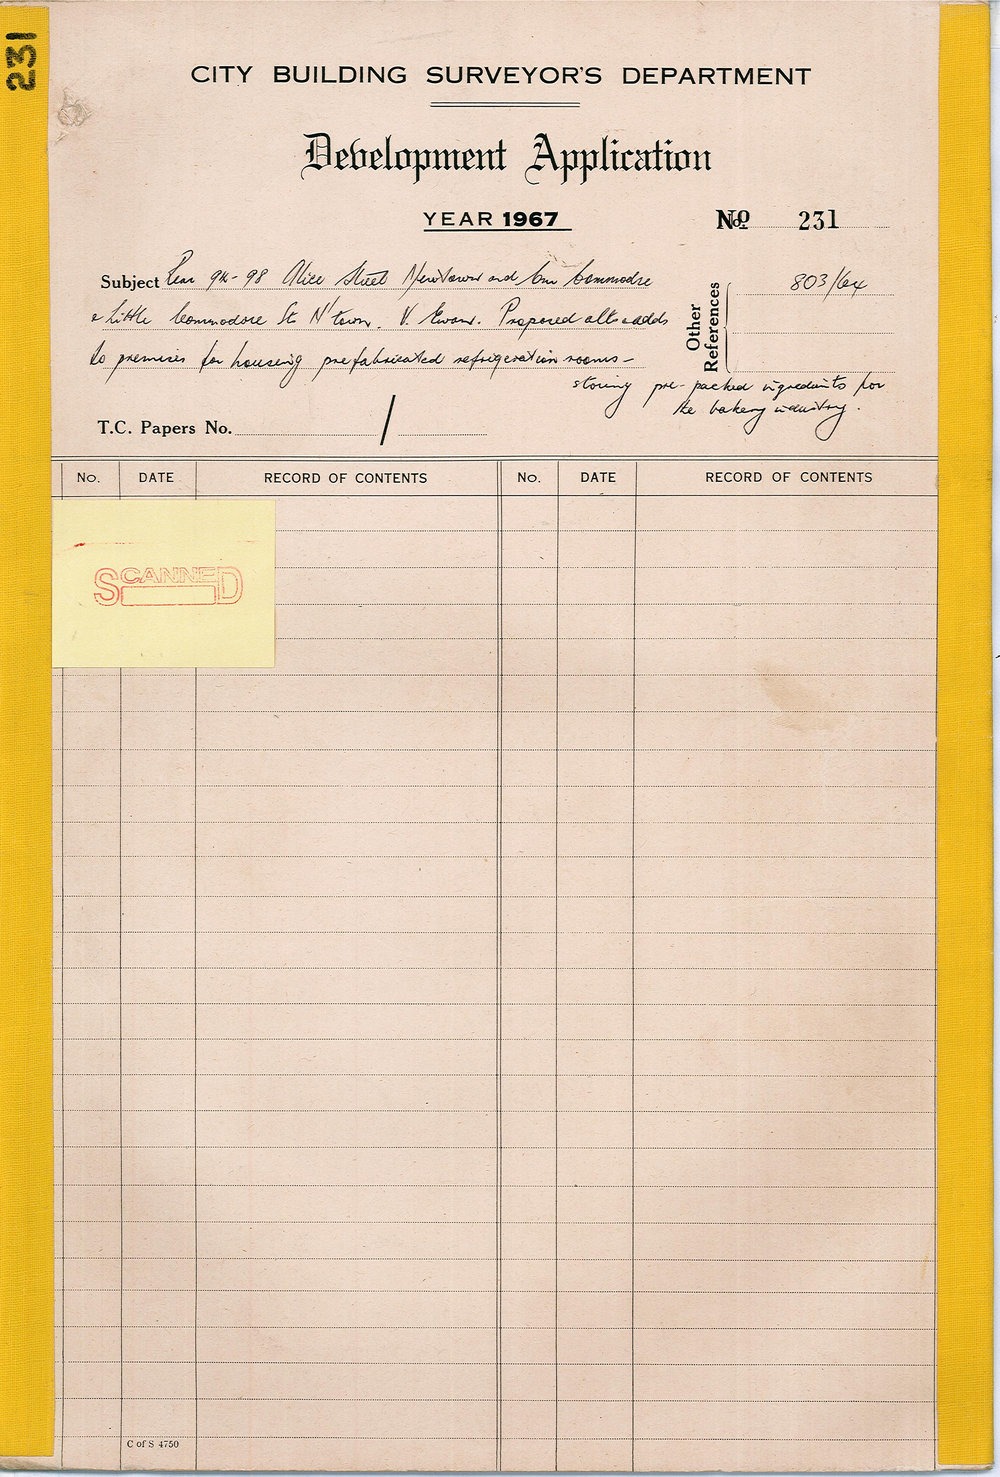 231
CITY BUILDING SURVEYOR'S DEPARTMENT
Development Application
YEAR 1967
No. 231
Subject Rear 94-98 Alice Street Newtown and Cnr Commodore
& Little Commodore St N'town. V. Ewans. Proposed alts & adds
to premises for housing prefabricated refrigeration rooms -
storing pre-packed ingredients for
the bakery industry.
Other References
803/64
T.C. Papers No. /
No. DATE RECORD OF CONTENTS No. DATE RECORD OF CONTENTS
SCANNED
C of S 4750